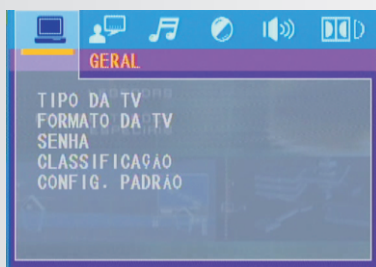 GERAL
TIPO DA TV
FORMATO DA TV
SENHA
CLASSIFICAÇÃO
CONFIG. PADRÃO